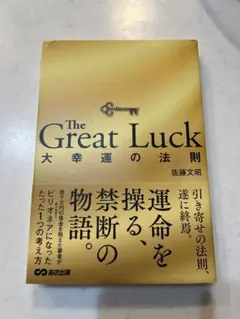 The
Great Luck
大幸運の法則
佐藤文昭
引き寄せの法則、
遂に終焉。
運命を
操る、
禁断の
物語。
ビリオネアになった
たった1つの考え方
あさ出版